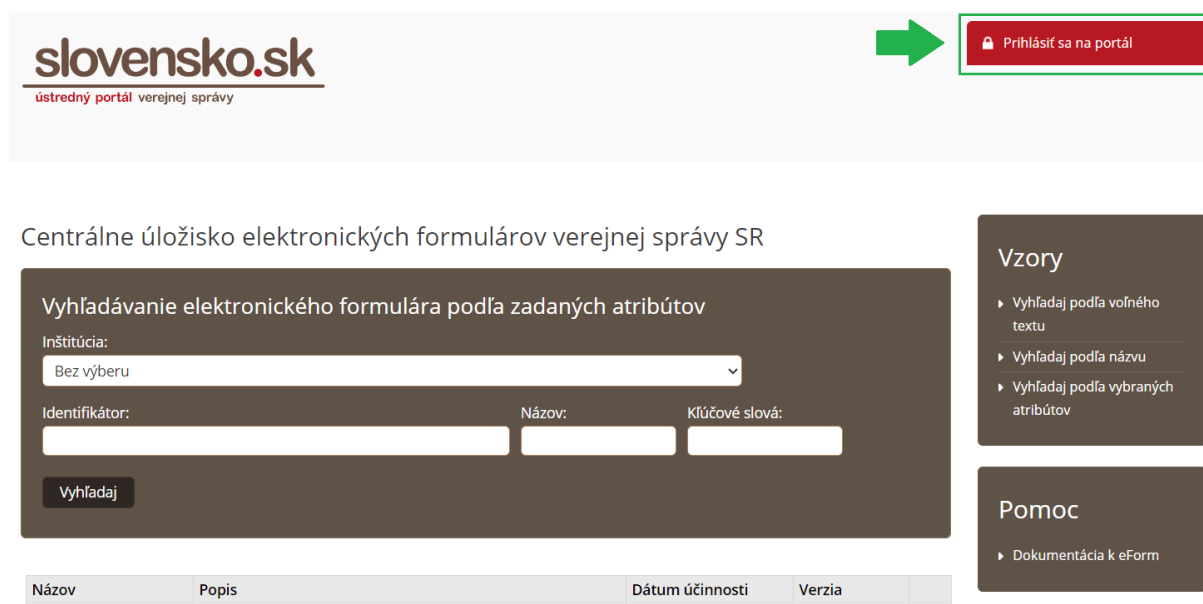 slovensko.sk
ústredný portál verejnej správy
Prihlásiť sa na portál
Centrálne úložisko elektronických formulárov verejnej správy SR
Vyhľadávanie elektronického formulára podľa zadaných atribútov
Inštitúcia:
Bez výberu
Identifikátor:
Názov:
Kľúčové slová:
Vyhľadaj
Názov
Popis
Dátum účinnosti
Verzia
Vzory
Vyhľadaj podľa voľného
textu
Vyhľadaj podľa názvu
Vyhľadaj podľa vybraných
atribútov
Pomoc
Dokumentácia k eForm